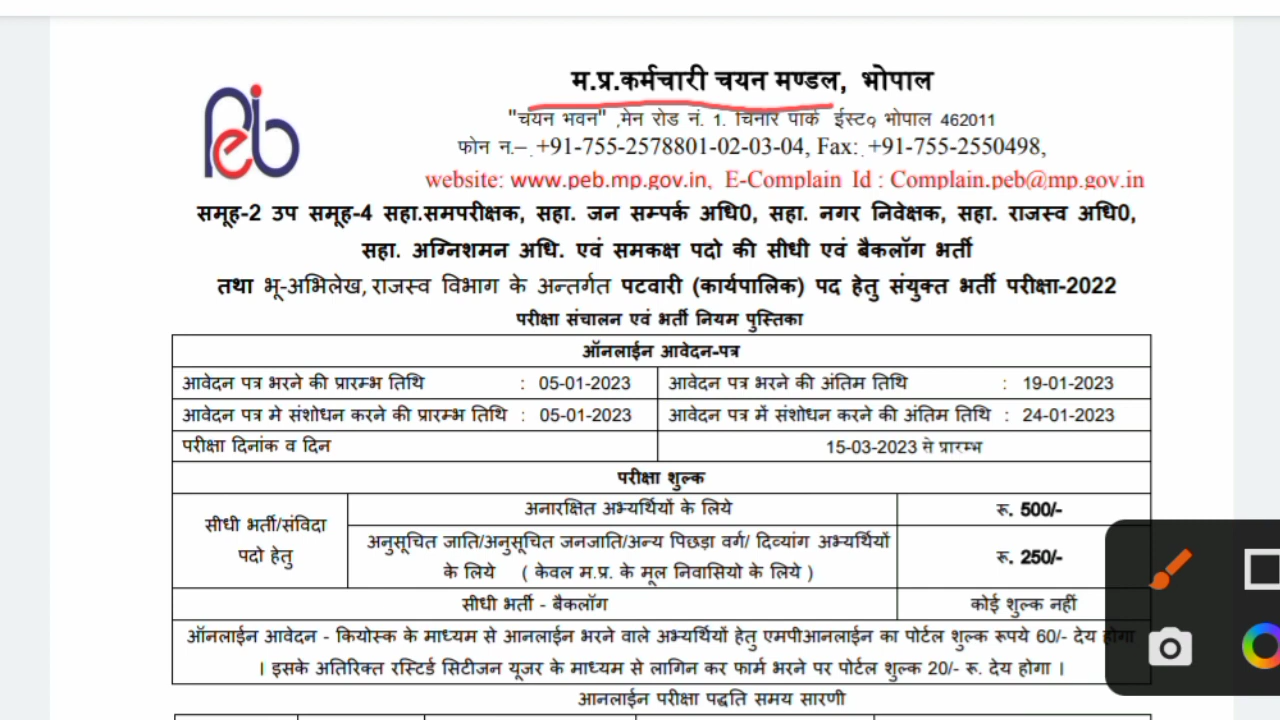 म.प्र.कर्मचारी चयन मण्डल, भोपाल
Peb
"चयन भवन" ,मेन रोड नं. 1. चिनार पार्क ईस्ट० भोपाल 462011
फोन न.–. +91-755-2578801-02-03-04, Fax:. +91-755-2550498,
website: www.peb.mp.gov.in, E-Complain Id : Complain.peb@mp.gov.in
समूह-2 उप समूह-4 सहा.समपरीक्षक, सहा. जन सम्पर्क अधि0, सहा. नगर निवेक्षक, सहा. राजस्व अधि0,
सहा. अग्निशमन अधि. एवं समकक्ष पदो की सीधी एवं बैकलॉग भर्ती
तथा भू-अभिलेख, राजस्व विभाग के अन्तर्गत पटवारी (कार्यपालिक) पद हेतु संयुक्त भर्ती परीक्षा-2022
परीक्षा संचालन एवं भर्ती नियम पुस्तिका
ऑनलाईन आवेदन-पत्र
आवेदन पत्र भरने की प्रारम्भ तिथि : 05-01-2023 आवेदन पत्र भरने की अंतिम तिथि : 19-01-2023
आवेदन पत्र मे संशोधन करने की प्रारम्भ तिथि : 05-01-2023 आवेदन पत्र में संशोधन करने की अंतिम तिथि : 24-01-2023
परीक्षा दिनांक व दिन 15-03-2023 से प्रारम्भ
परीक्षा शुल्क
सीधी भर्ती/संविदा
पदो हेतु
अनारक्षित अभ्यर्थियों के लिये रू. 500/-
अनुसूचित जाति/अनुसूचित जनजाति/अन्य पिछड़ा वर्ग/ दिव्यांग अभ्यर्थियों
के लिये ( केवल म.प्र. के मूल निवासियो के लिये ) रू. 250/-
सीधी भर्ती - बैकलॉग कोई शुल्क नहीं
ऑनलाईन आवेदन - कियोस्क के माध्यम से आनलाईन भरने वाले अभ्यर्थियों हेतु एमपीआनलाईन का पोर्टल शुल्क रूपये 60/- देय होगा
। इसके अतिरिक्त रस्टिर्ड सिटीजन यूजर के माध्यम से लागिन कर फार्म भरने पर पोर्टल शुल्क 20/- रू. देय होगा ।
आनलाईन परीक्षा पद्दति समय सारणी